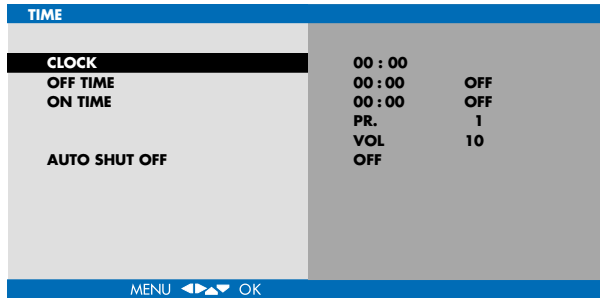 TIME
CLOCK 00 : 00
OFF TIME 00 : 00 OFF
ON TIME 00 : 00 OFF
PR. 1
VOL 10
AUTO SHUT OFF OFF
MENU ◀▶▲▼ OK